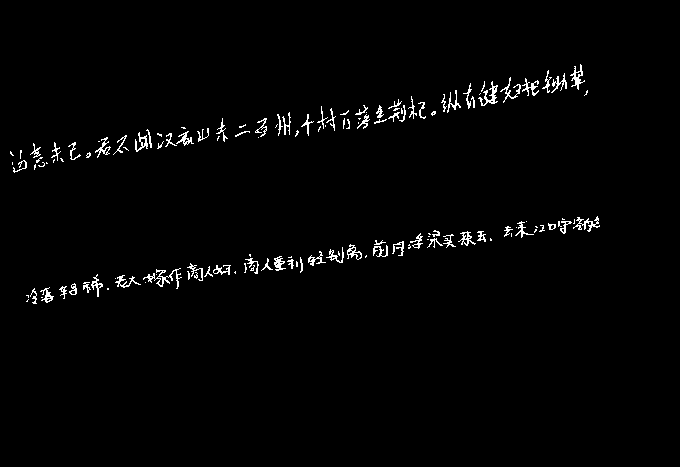 边意未已。君不闻汉家山东二百州,千村万落生荆杞。纵有健妇把锄犁,
冷落车马稀,老大嫁作商人妇,商人重利轻别离,前月浮梁买茶去,去来江口守空船